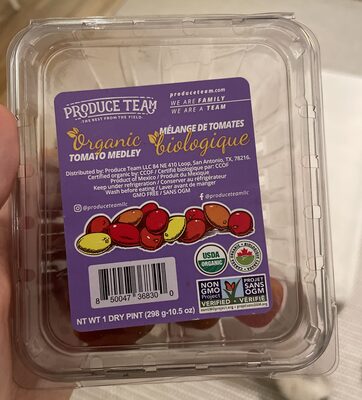 PRODUCE TEAM
THE BEST FROM THE FIELD.
produceteam.com
WE ARE FAMILY
WE ARE A TEAM
Organic
TOMATO MEDLEY
MÉLANGE DE TOMATES
biologique
Distributed by: Produce Team LLC 84 NE 410 Loop, San Antonio, TX, 78216.
Certified organic by: CCOF / Certifié biologique par: CCOF
Product of Mexico / Produit du Mexique
Keep under refrigeration / Conserver au réfrigérateur
Wash before eating / Laver avant de manger
GMO FREE / SANS OGM
@produceteamllc
@produceteamllc
USDA
ORGANIC
8 50047 36830 0
NON
GMO
Project
VERIFIED
PROJET
SANS
OGM
VÉRIFIÉ
NT WT 1 DRY PINT (298 g-10.5 oz)